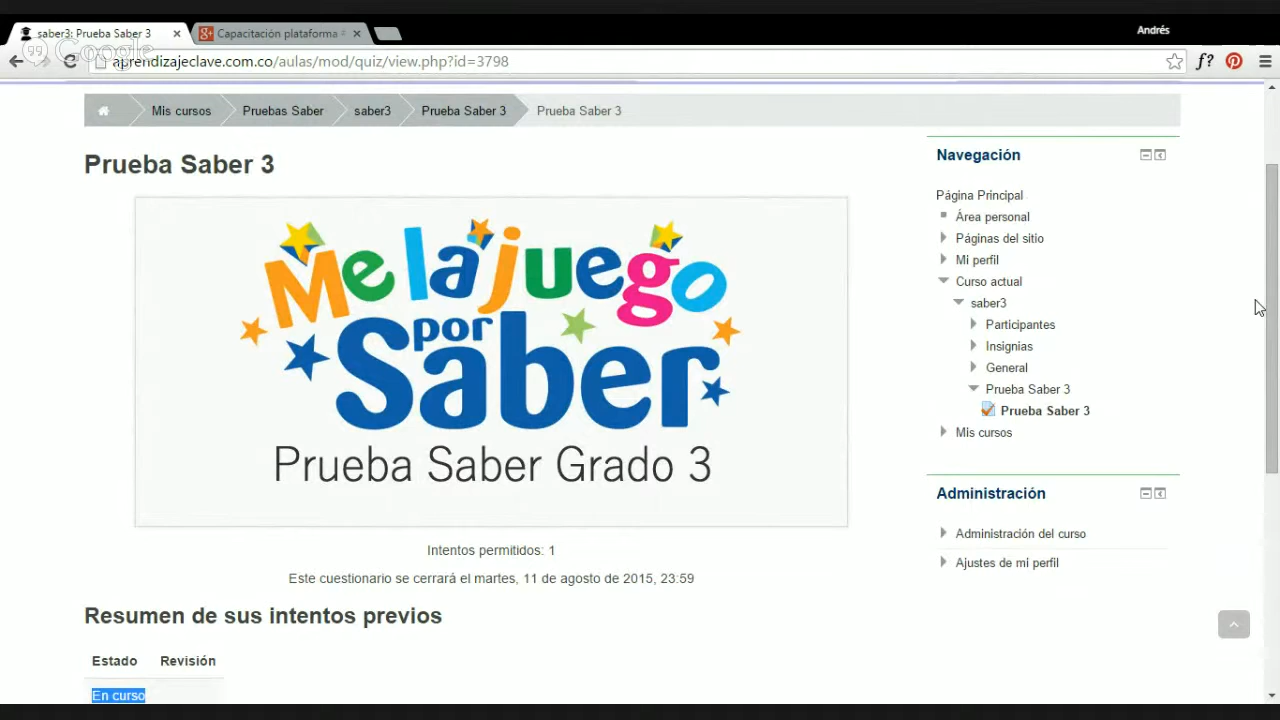 saber3: Prueba Saber 3
Capacitación plataforma
Andrés
Google
aprendizajeclave.com.co/aulas/mod/quiz/view.php?id=3798
f?
Mis cursos
Pruebas Saber
saber3
Prueba Saber 3
Prueba Saber 3
Prueba Saber 3
Me la juego
por
Saber
Prueba Saber Grado 3
Intentos permitidos: 1
Este cuestionario se cerrará el martes, 11 de agosto de 2015, 23:59
Resumen de sus intentos previos
Estado Revisión
En curso
Navegación
Página Principal
Área personal
Páginas del sitio
Mi perfil
Curso actual
saber3
Participantes
Insignias
General
Prueba Saber 3
Prueba Saber 3
Mis cursos
Administración
Administración del curso
Ajustes de mi perfil